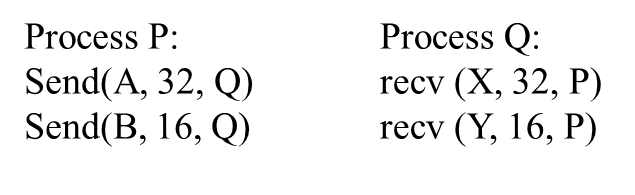 Process P:
Send(A, 32, Q)
Send(B, 16, Q)
Process Q:
recv (X, 32, P)
recv (Y, 16, P)